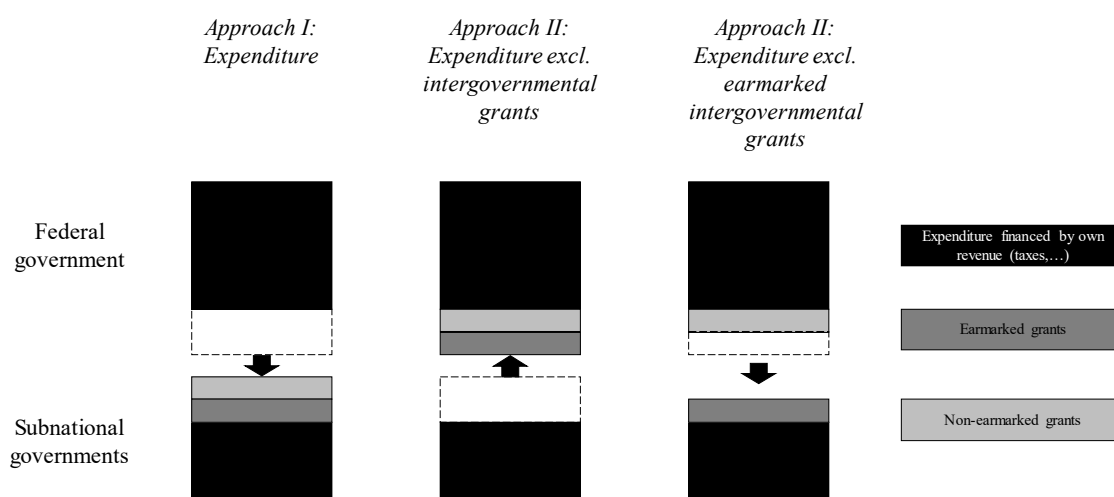 Approach I:
Expenditure
Approach II:
Expenditure excl.
intergovernmental
grants
Approach II:
Expenditure excl.
earmarked
intergovernmental
grants
Federal
government
Subnational
governments
Expenditure financed by own
revenue (taxes,…)
Earmarked grants
Non-earmarked grants